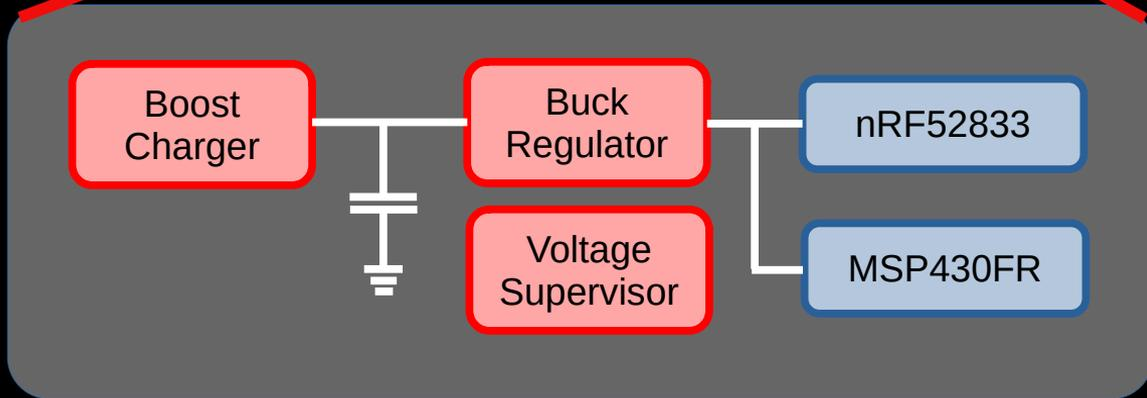 Boost
Charger
Buck
Regulator
nRF52833
Voltage
Supervisor
MSP430FR